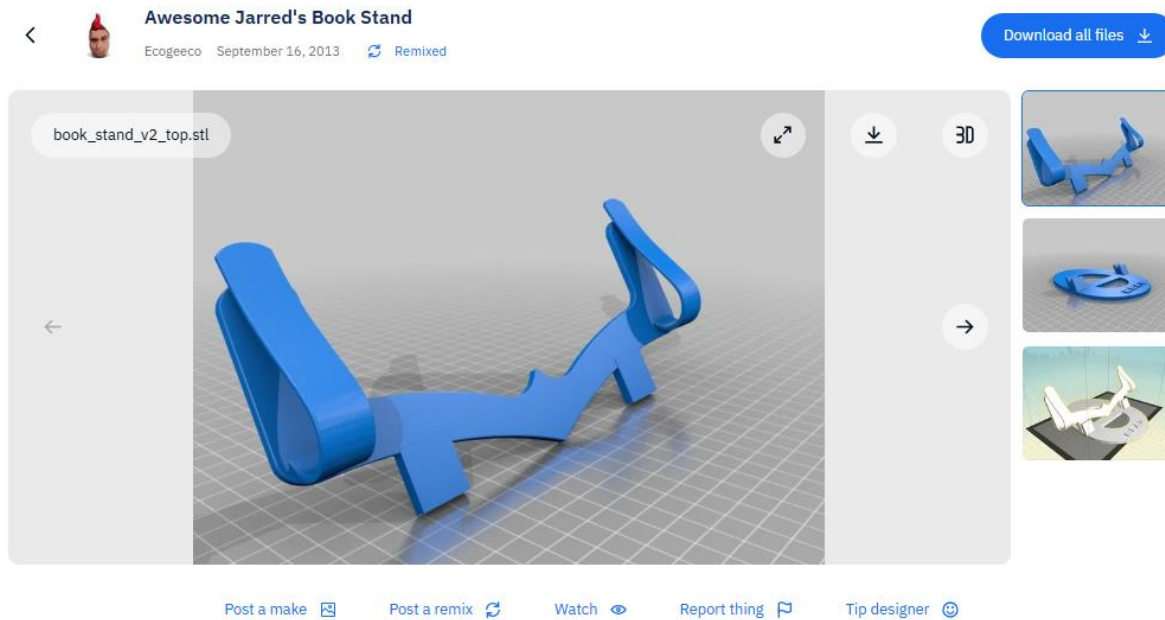 Awesome Jarred's Book Stand
Ecogeeco September 16, 2013 Remixed
Download all files
book_stand_v2_top.stl
3D
Post a make
Post a remix
Watch
Report thing
Tip designer